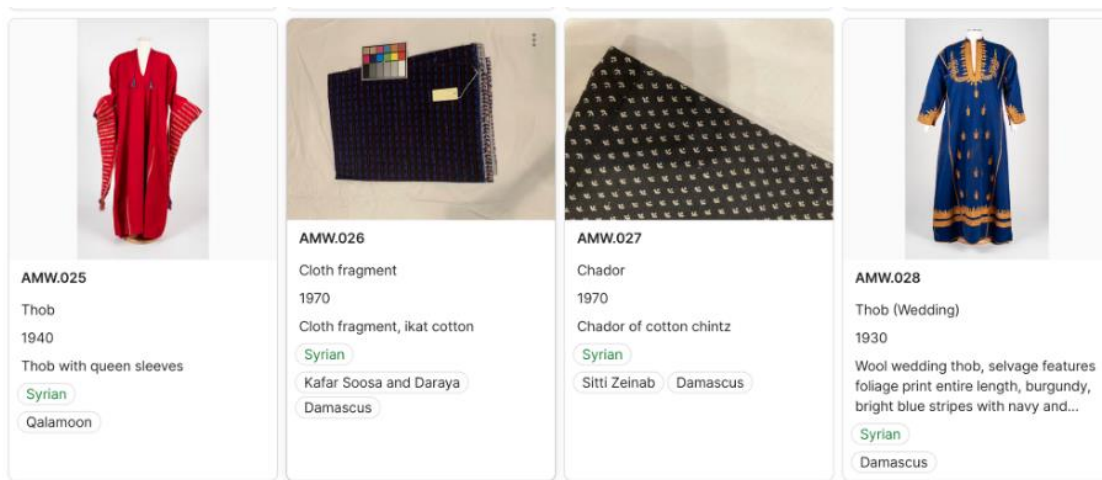 AMW.025
Thob
1940
Thob with queen sleeves
Syrian
Qalamoon
AMW.026
Cloth fragment
1970
Cloth fragment, ikat cotton
Syrian
Kafar Soosa and Daraya
Damascus
AMW.027
Chador
1970
Chador of cotton chintz
Syrian
Sitti Zeinab Damascus
AMW.028
Thob (Wedding)
1930
Wool wedding thob, selvage features
foliage print entire length, burgundy,
bright blue stripes with navy and...
Syrian
Damascus